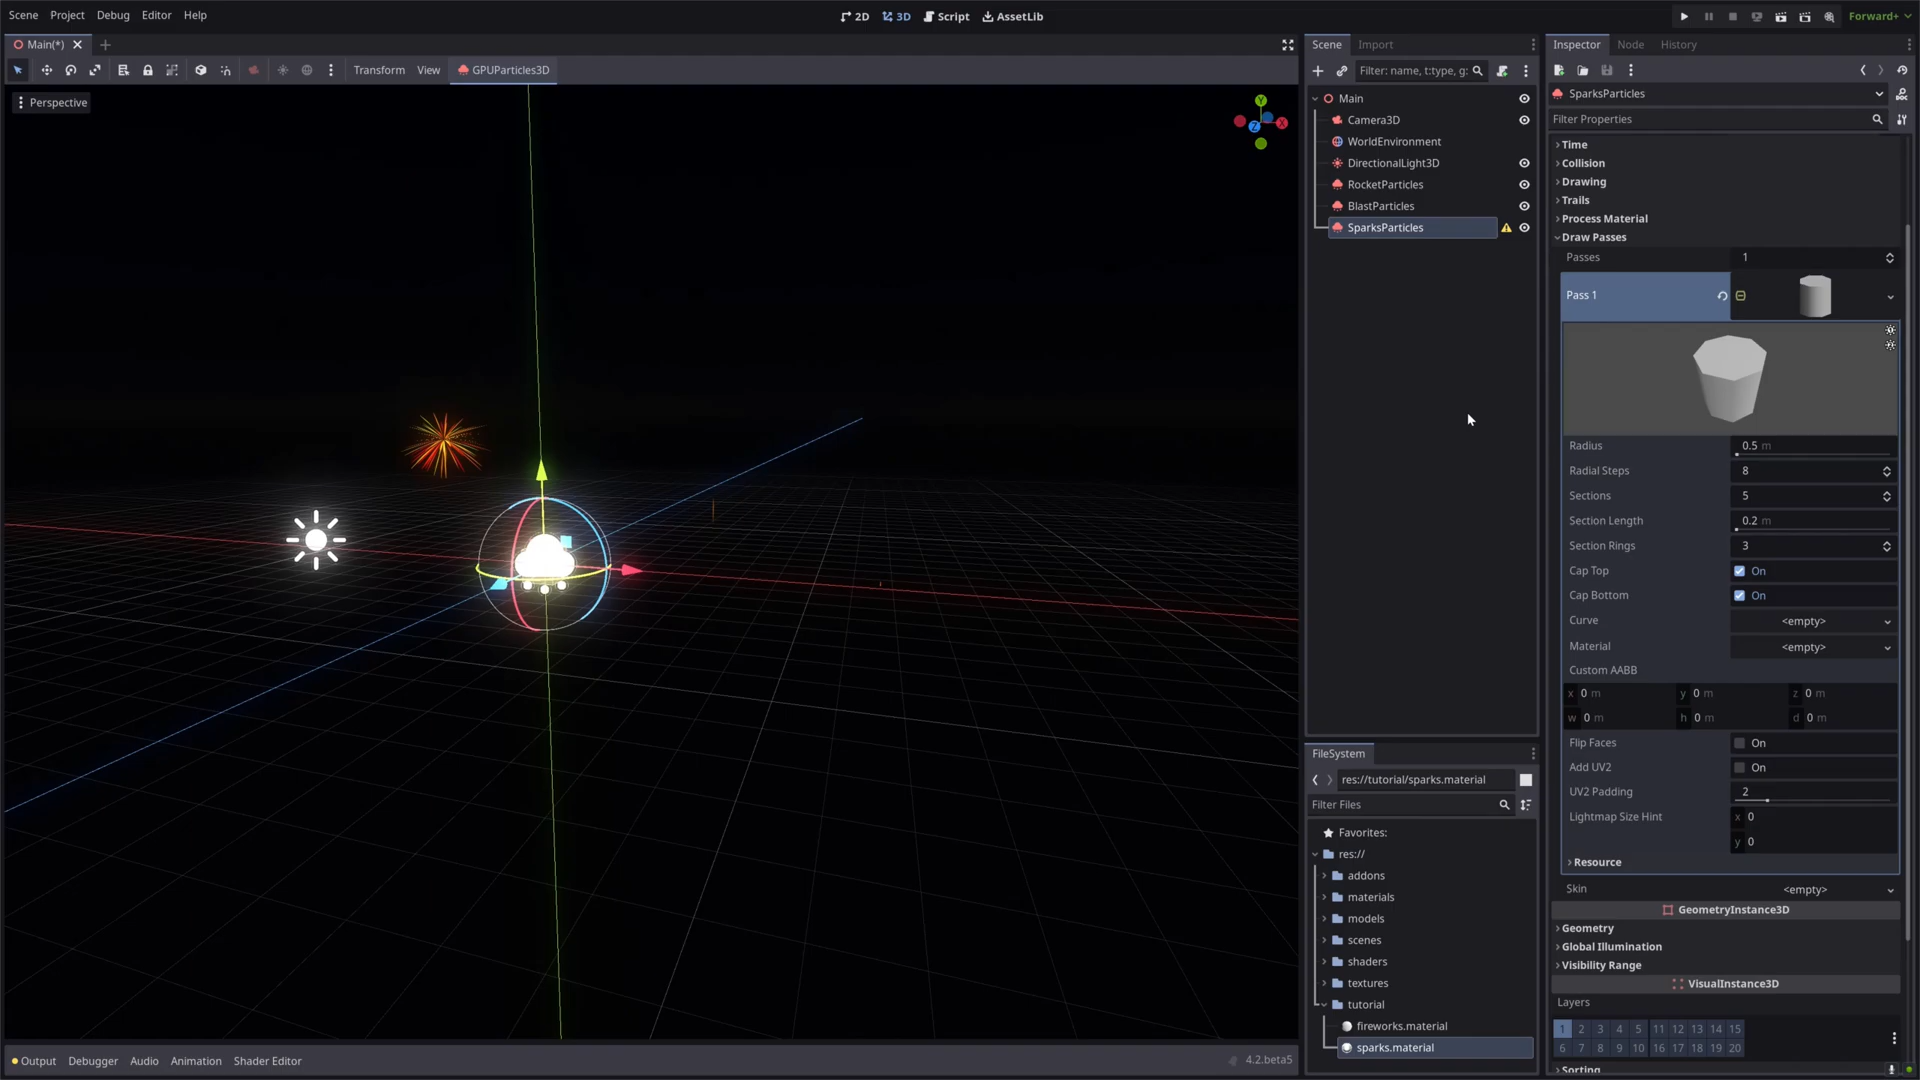 Scene Project Debug Editor Help
2D 3D Script AssetLib
Forward+
Main(*)
Transform View GPUParticles3D
Perspective
Y
X
Z
Output Debugger Audio Animation Shader Editor
4.2.beta5
Scene Import
Filter: name, t:type, g:
Main
Camera3D
WorldEnvironment
DirectionalLight3D
RocketParticles
BlastParticles
SparksParticles
FileSystem
res://tutorial/sparks.material
Filter Files
Favorites:
res://
addons
materials
models
scenes
shaders
textures
tutorial
fireworks.material
sparks.material
Inspector Node History
SparksParticles
Filter Properties
Time
Collision
Drawing
Trails
Process Material
Draw Passes
Passes 1
Pass 1
Radius 0.5 m
Radial Steps 8
Sections 5
Section Length 0.2 m
Section Rings 3
Cap Top On
Cap Bottom On
Curve <empty>
Material <empty>
Custom AABB
x 0 m y 0 m z 0 m
w 0 m h 0 m d 0 m
Flip Faces On
Add UV2 On
UV2 Padding 2
Lightmap Size Hint x 0
y 0
Resource
Skin <empty>
GeometryInstance3D
Geometry
Global Illumination
Visibility Range
VisualInstance3D
Layers
1 2 3 4 5 11 12 13 14 15
6 7 8 9 10 16 17 18 19 20
Sorting